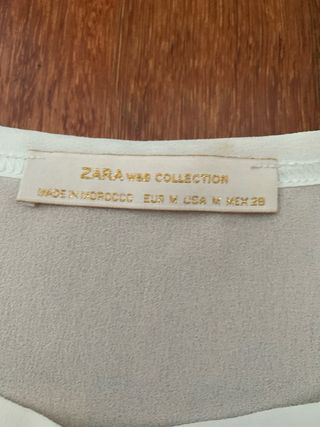 ZARA W&B COLLECTION
MADE IN MOROCCO EUR M USA M MEX 28